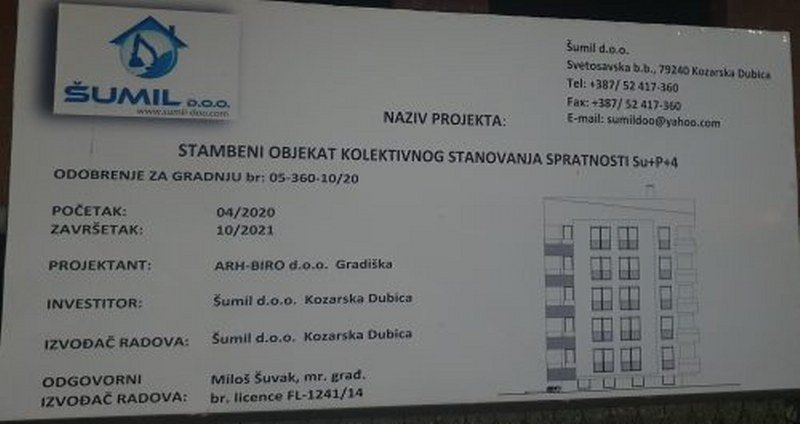 ŠUMIL D.O.O.
www.sumil-doo.com
Šumil d.o.o.
Svetosavska b.b., 79240 Kozarska Dubica
Tel: +387/ 52 417-360
Fax: +387/ 52 417-360
E-mail: sumildoo@yahoo.com
NAZIV PROJEKTA:
STAMBENI OBJEKAT KOLEKTIVNOG STANOVANJA SPRATNOSTI Su+P+4
ODOBRENJE ZA GRADNJU br: 05-360-10/20
POČETAK: 04/2020
ZAVRŠETAK: 10/2021
PROJEKTANT: ARH-BIRO d.o.o. Gradiška
INVESTITOR: Šumil d.o.o. Kozarska Dubica
IZVOĐAČ RADOVA: Šumil d.o.o. Kozarska Dubica
ODGOVORNI Miloš Šuvak, mr. građ.
IZVOĐAČ RADOVA: br. licence FL-1241/14